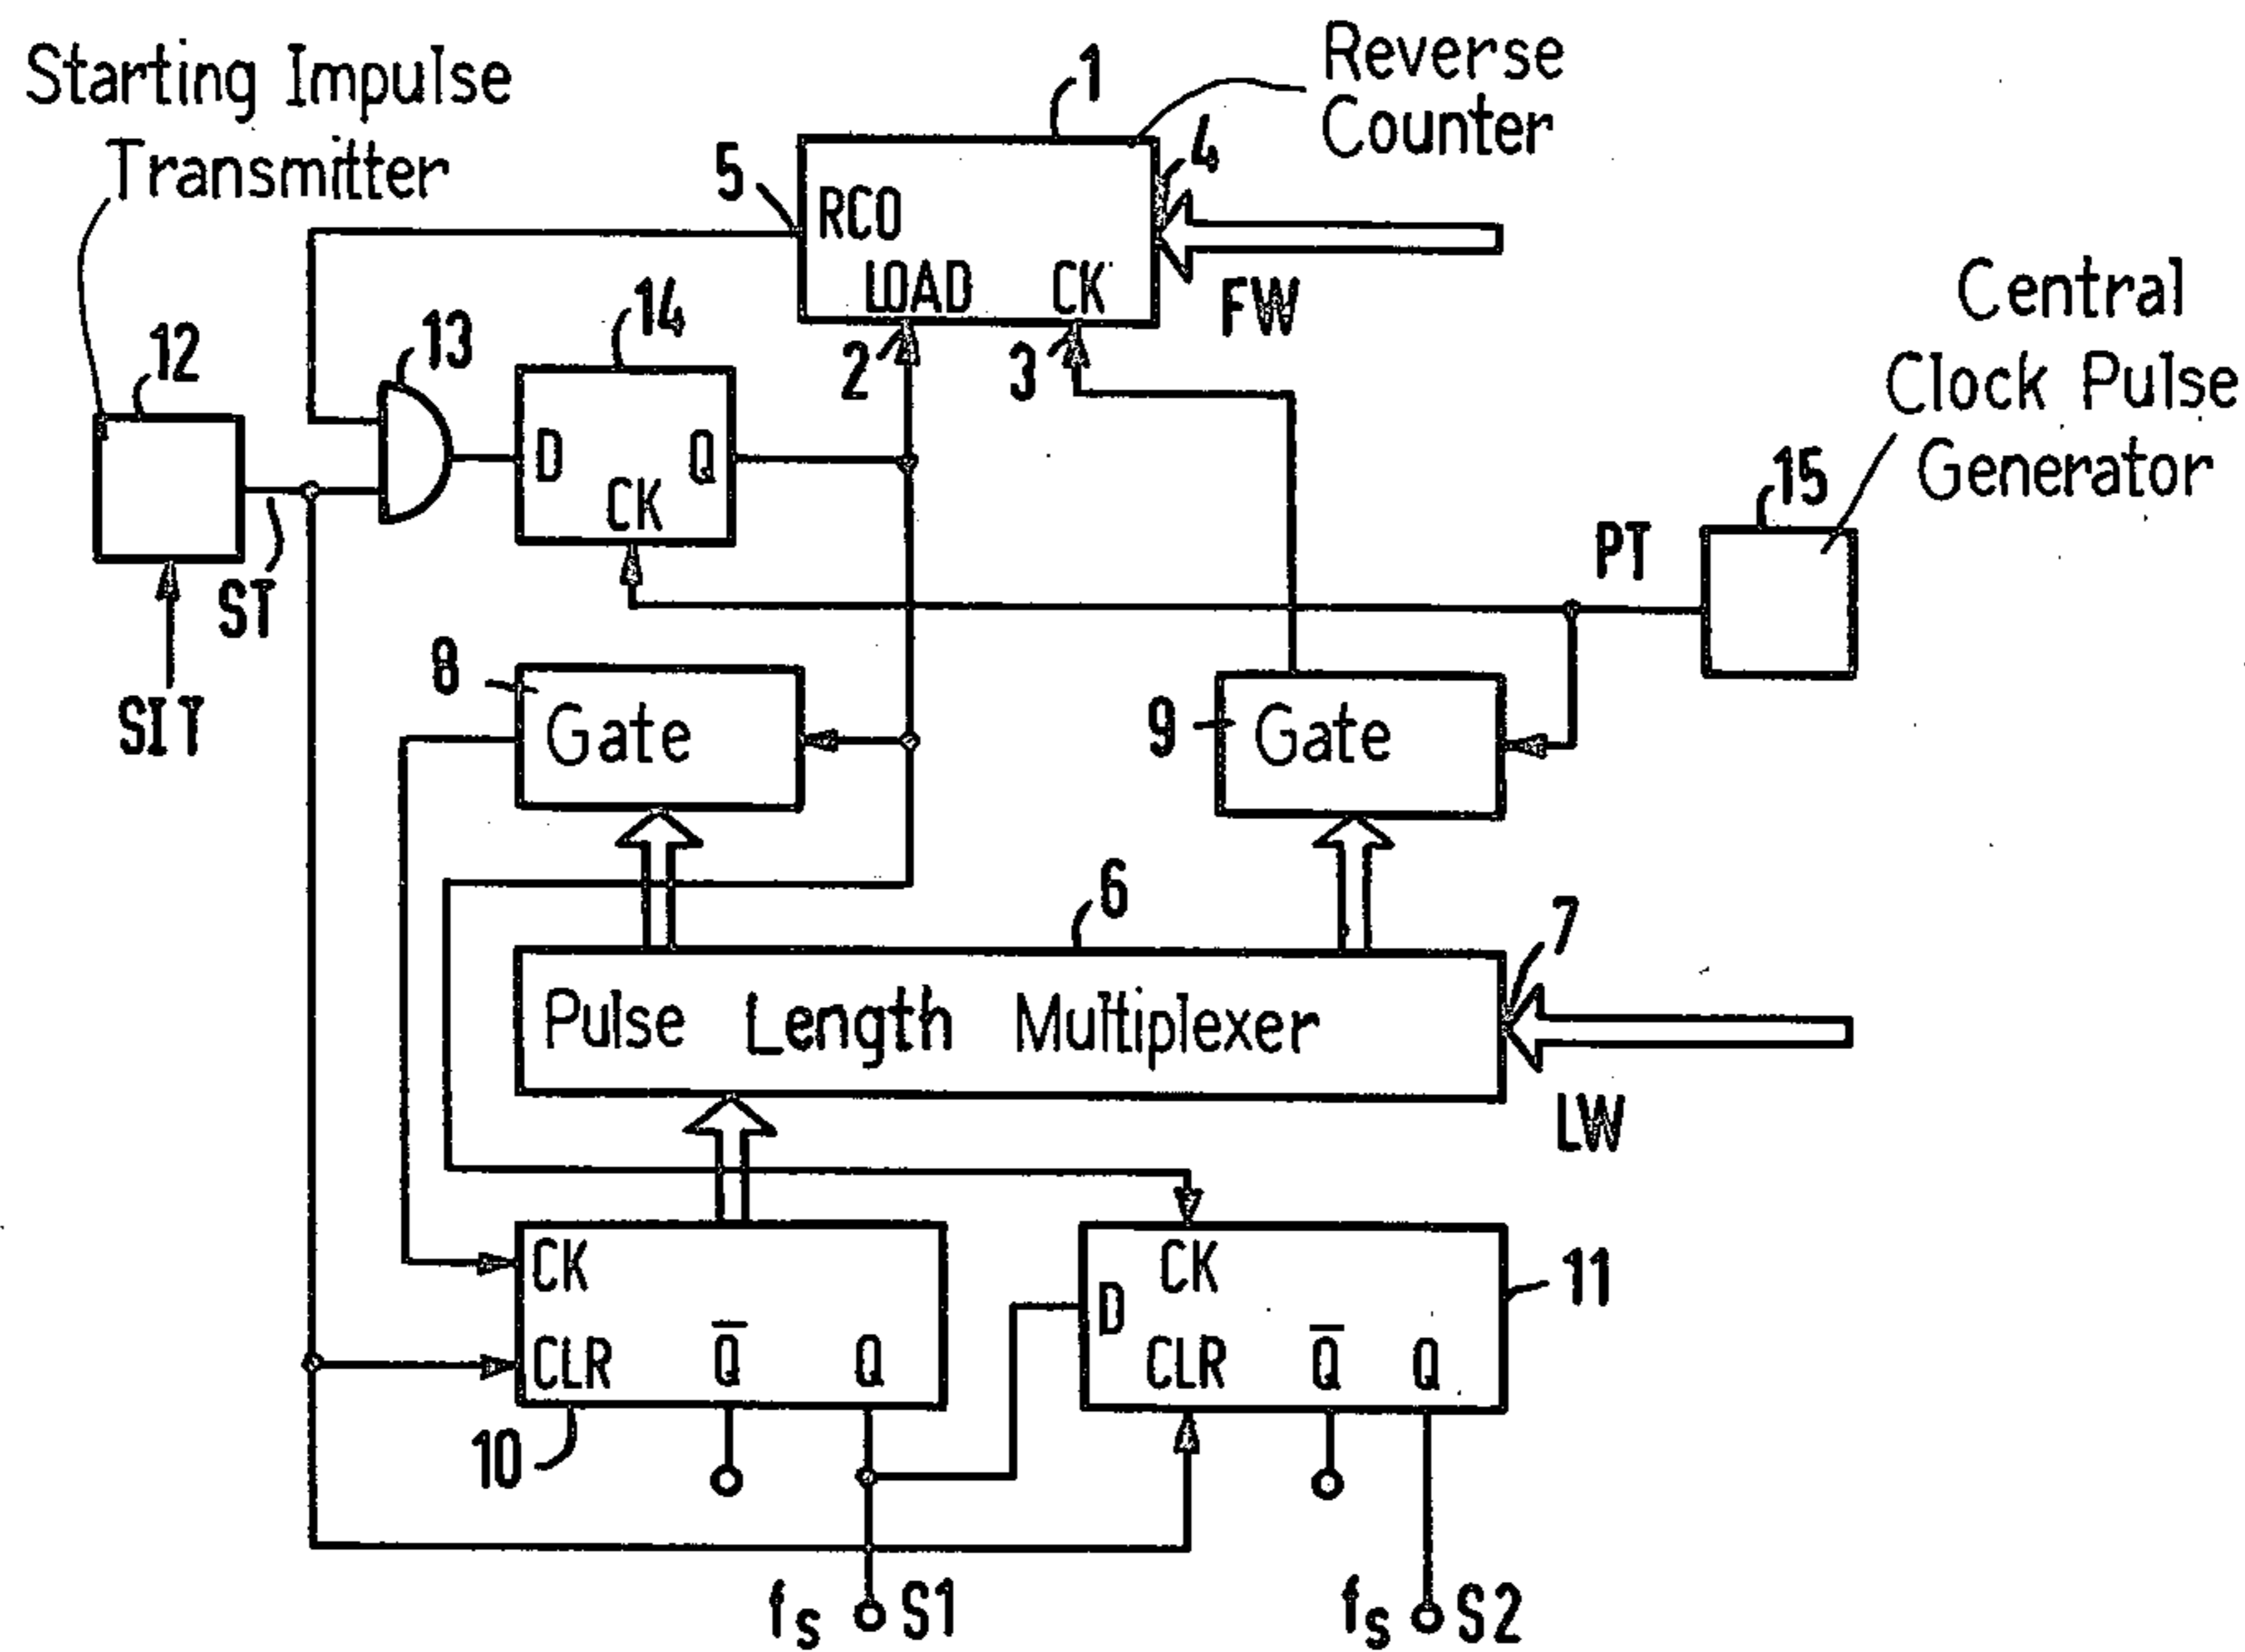 Starting Impulse
Transmitter
Reverse
Counter
1
4
5
RCO
LOAD
CK
FW
2
3
Central
Clock Pulse
Generator
12
13
14
D
Q
CK
15
PT
ST
SIT
8
Gate
9
Gate
6
7
Pulse Length Multiplexer
LW
CK
CLR
Q̅
Q
10
CK
D
CLR
Q̅
Q
11
fs
S1
fs
S2